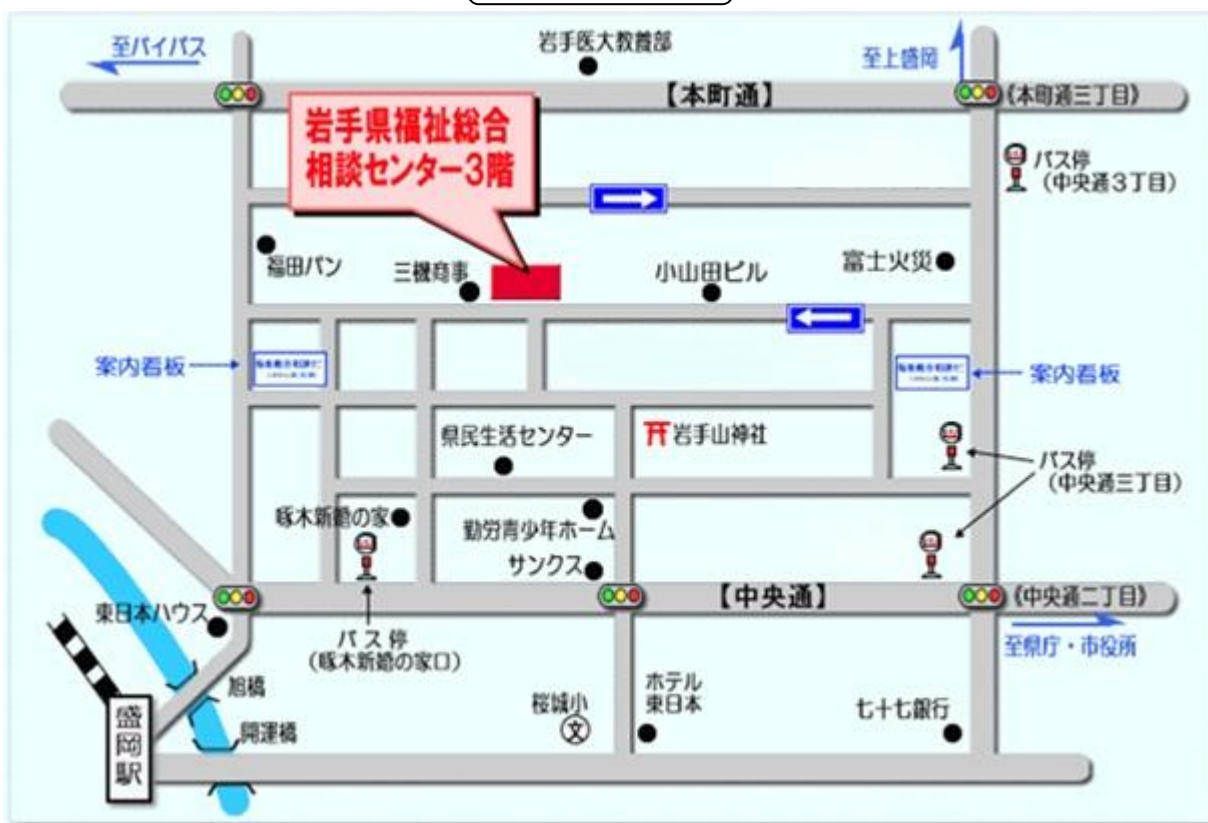 岩手医大教養部
至バイパス
至上盛岡
【本町通】
(本町通三丁目)
岩手県福祉総合
相談センター3階
バス停
(中央通3丁目)
福田パン
三機商事
小山田ビル
富士火災
案内看板
案内看板
県民生活センター
岩手山神社
バス停
(中央通三丁目)
啄木新婚の家
勤労青少年ホーム
サンクス
【中央通】
(中央通二丁目)
東日本ハウス
バス停
(啄木新婚の家口)
至県庁・市役所
旭橋
開運橋
盛岡駅
桜城小
文
ホテル
東日本
七十七銀行